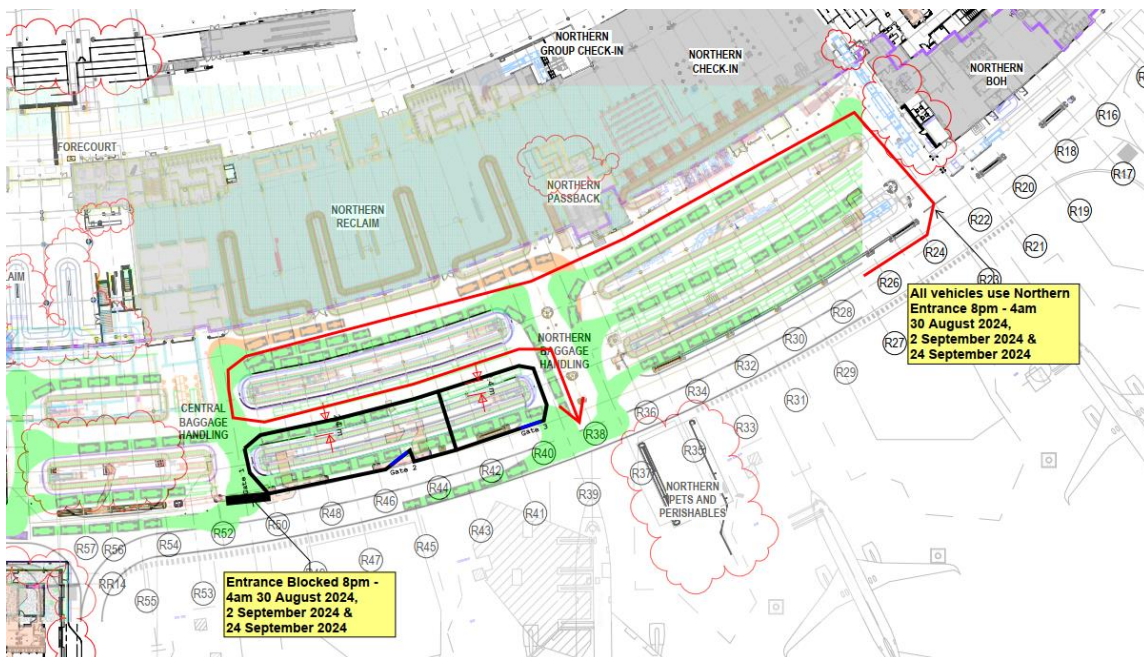 NORTHERN
GROUP CHECK-IN
NORTHERN
CHECK-IN
NORTHERN
BOH
FORECOURT
NORTHERN
PASSBACK
NORTHERN
RECLAIM
R16
R18
R17
R20
R19
R22
R21
R24
R23
R26
All vehicles use Northern
Entrance 8pm - 4am
30 August 2024,
2 September 2024 &
24 September 2024
R28
R27
R30
R29
NORTHERN
BAGGAGE
HANDLING
R32
R31
R34
R33
R36
R35
R38
R37
NORTHERN
PETS AND
PERISHABLES
CENTRAL
BAGGAGE
HANDLING
Gate 3
Gate 2
R40
R39
R42
R41
R44
R43
R46
R45
R48
R47
R50
R52
R54
R53
R56
R55
R57
RR14
Entrance Blocked 8pm -
4am 30 August 2024,
2 September 2024 &
24 September 2024